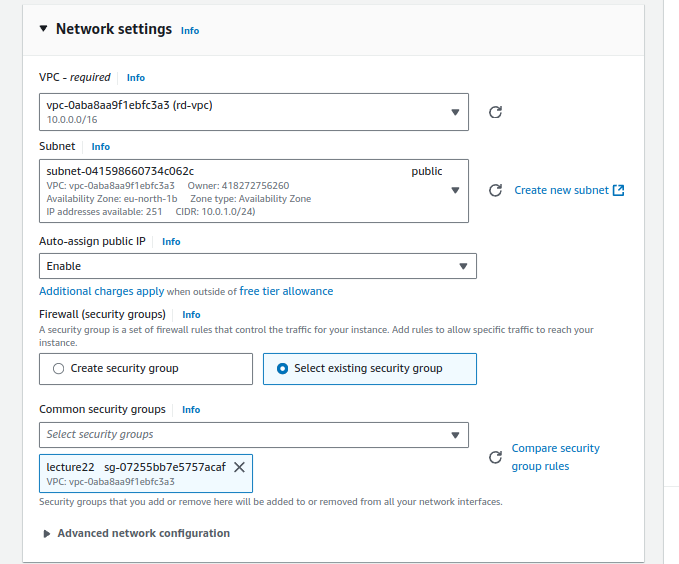 Network settings Info
VPC - required Info
vpc-0aba8aa9f1ebfc3a3 (rd-vpc)
10.0.0.0/16
Subnet Info
subnet-041598660734c062c public
VPC: vpc-0aba8aa9f1ebfc3a3 Owner: 418272756260
Availability Zone: eu-north-1b Zone type: Availability Zone
IP addresses available: 251 CIDR: 10.0.1.0/24)
Create new subnet
Auto-assign public IP Info
Enable
Additional charges apply when outside of free tier allowance
Firewall (security groups) Info
A security group is a set of firewall rules that control the traffic for your instance. Add rules to allow specific traffic to reach your
instance.
Create security group
Select existing security group
Common security groups Info
Select security groups
lecture22 sg-07255bb7e5757acaf
VPC: vpc-0aba8aa9f1ebfc3a3
Compare security
group rules
Security groups that you add or remove here will be added to or removed from all your network interfaces.
Advanced network configuration